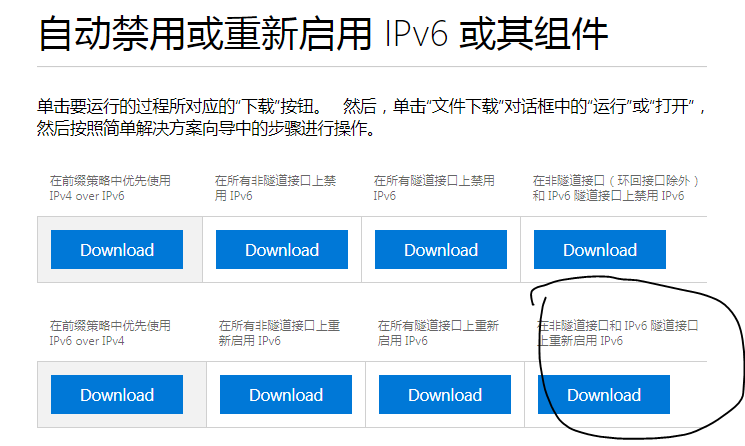 自动禁用或重新启用 IPv6 或其组件
单击要运行的过程所对应的“下载”按钮。 然后，单击“文件下载”对话框中的“运行”或“打开”，
然后按照简单解决方案向导中的步骤进行操作。
在前缀策略中优先使用
IPv4 over IPv6
在所有非隧道接口上禁
用 IPv6
在所有隧道接口上禁用
IPv6
在非隧道接口（环回接口除外）
和 IPv6 隧道接口上禁用 IPv6
Download
Download
Download
Download
在前缀策略中优先使用
IPv6 over IPv4
在所有非隧道接口上重
新启用 IPv6
在所有隧道接口上重新
启用 IPv6
在非隧道接口和 IPv6 隧道接口
上重新启用 IPv6
Download
Download
Download
Download